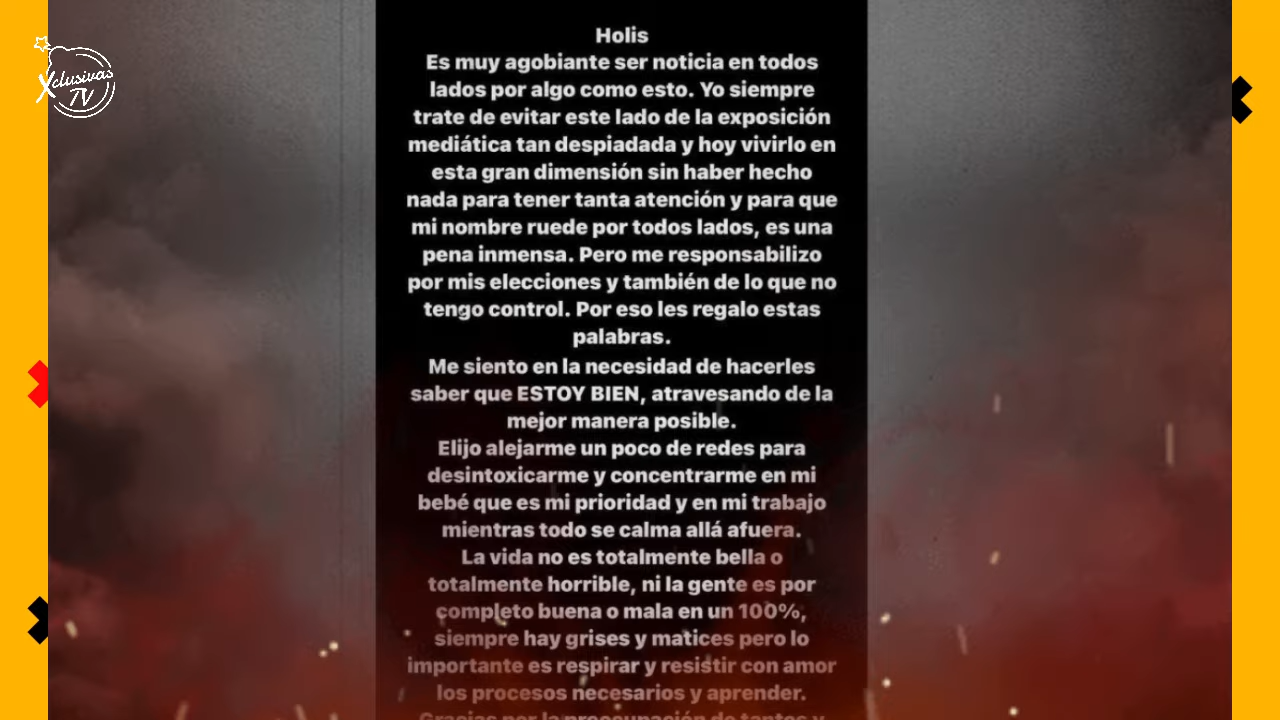 Xclusivas
TV
Holis
Es muy agobiante ser noticia en todos
lados por algo como esto. Yo siempre
trate de evitar este lado de la exposición
mediática tan despiadada y hoy vivirlo en
esta gran dimensión sin haber hecho
nada para tener tanta atención y para que
mi nombre ruede por todos lados, es una
pena inmensa. Pero me responsabilizo
por mis elecciones y también de lo que no
tengo control. Por eso les regalo estas
palabras.
Me siento en la necesidad de hacerles
saber que ESTOY BIEN, atravesando de la
mejor manera posible.
Elijo alejarme un poco de redes para
desintoxicarme y concentrarme en mi
bebé que es mi prioridad y en mi trabajo
mientras todo se calma allá afuera.
La vida no es totalmente bella o
totalmente horrible, ni la gente es por
completo buena o mala en un 100%,
siempre hay grises y matices pero lo
importante es respirar y resistir con amor
los procesos necesarios y aprender.
Gracias por la preocupación de tantos y